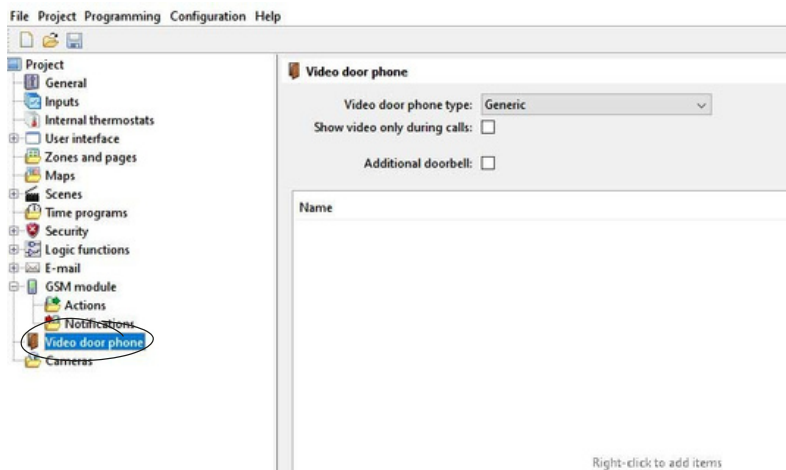 File Project Programming Configuration Help
Project
General
Inputs
Internal thermostats
User interface
Zones and pages
Maps
Scenes
Time programs
Security
Logic functions
E-mail
GSM module
Actions
Notifications
Video door phone
Cameras
Video door phone
Video door phone type: Generic
Show video only during calls:
Additional doorbell:
Name
Right-click to add items